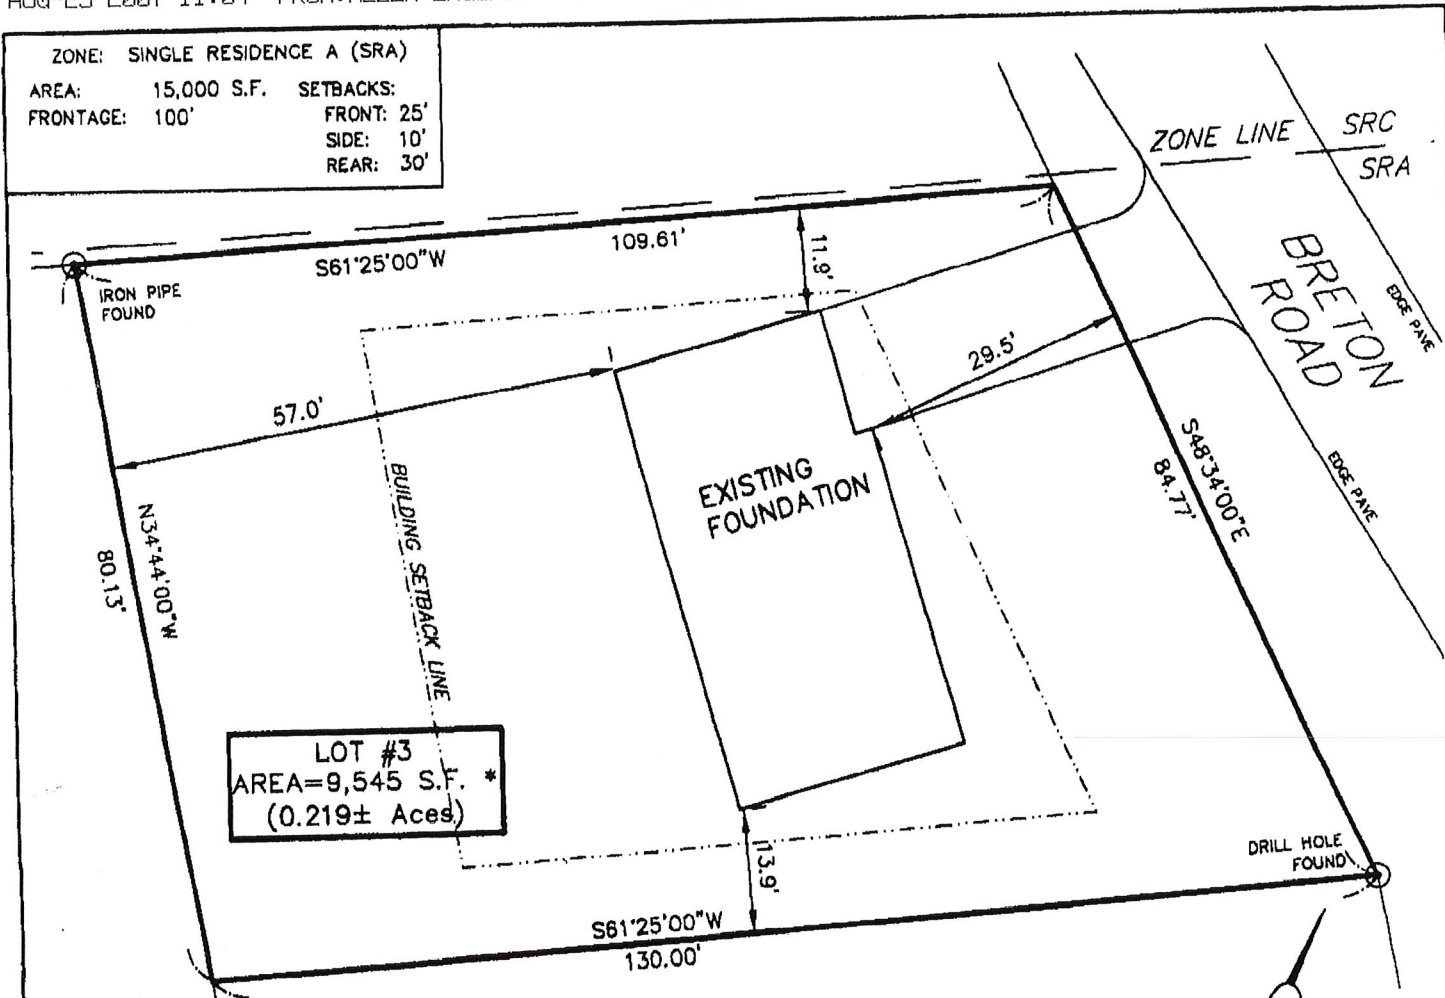 ZONE: SINGLE RESIDENCE A (SRA)
AREA: 15,000 S.F. SETBACKS:
FRONTAGE: 100' FRONT: 25'
SIDE: 10'
REAR: 30'
ZONE LINE
SRC
SRA
109.61'
S61°25'00"W
11.9'
IRON PIPE
FOUND
BRETON
ROAD
EDGE PAVE
29.5'
57.0'
S48°34'00"E
84.77'
EDGE PAVE
EXISTING
FOUNDATION
BUILDING SETBACK LINE
N34°44'00"W
80.13'
LOT #3
AREA=9,545 S.F. *
(0.219± Aces)
DRILL HOLE
FOUND
13.9'
S61°25'00"W
130.00'